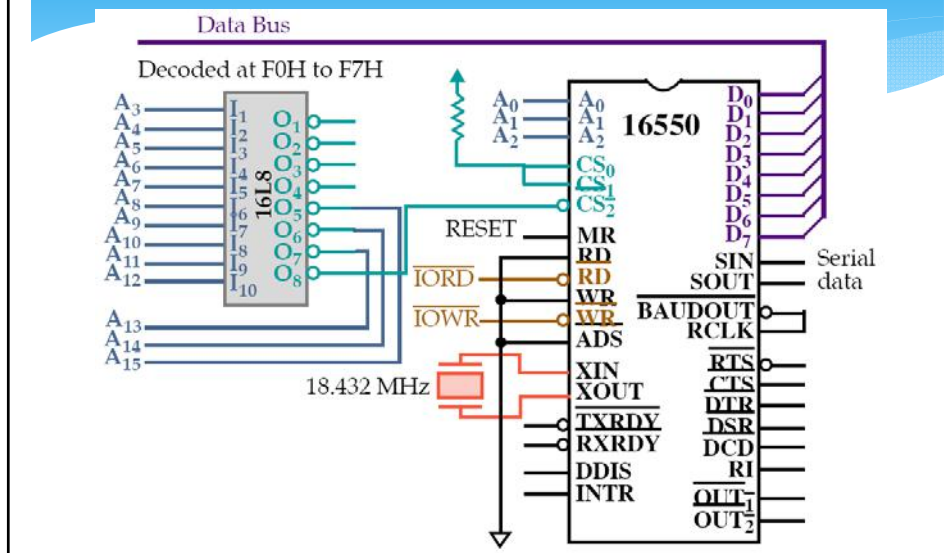 Data Bus
Decoded at F0H to F7H
A3
A4
A5
A6
A7
A8
A9
A10
A11
A12
A13
A14
A15
I1
I2
I3
I4
I5
I6
I7
I8
I9
I10
16L8
O1
O2
O3
O4
O5
O6
O7
O8
A0
A1
A2
RESET
IORD
IOWR
18.432 MHz
16550
A0
A1
A2
CS0
CS1
CS2
MR
RD
RD
WR
WR
ADS
XIN
XOUT
TXRDY
RXRDY
DDIS
INTR
D0
D1
D2
D3
D4
D5
D6
D7
SIN
SOUT
BAUDOUT
RCLK
RTS
CTS
DTR
DSR
DCD
RI
OUT1
OUT2
Serial
data